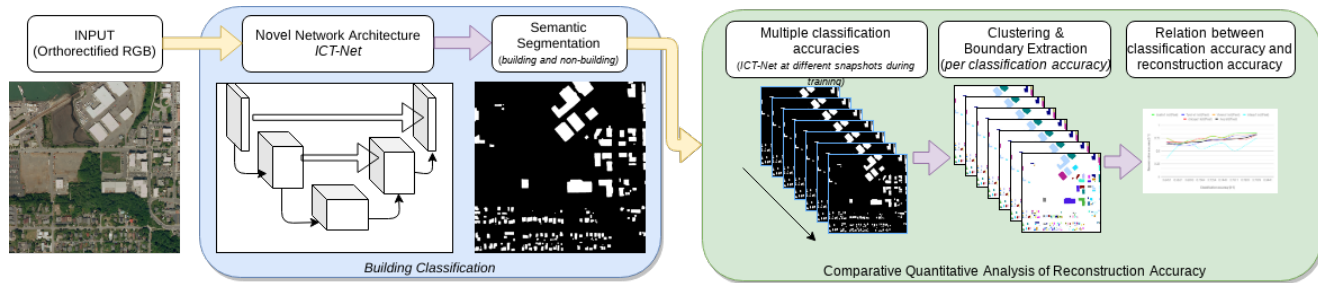 INPUT
(Orthorectified RGB)
Novel Network Architecture
ICT-Net
Semantic
Segmentation
(building and non-building)
Building Classification
Multiple classification
accuracies
(ICT-Net at different snapshots during
training)
Clustering &
Boundary Extraction
(per classification accuracy)
Relation between
classification accuracy and
reconstruction accuracy
Comparative Quantitative Analysis of Reconstruction Accuracy